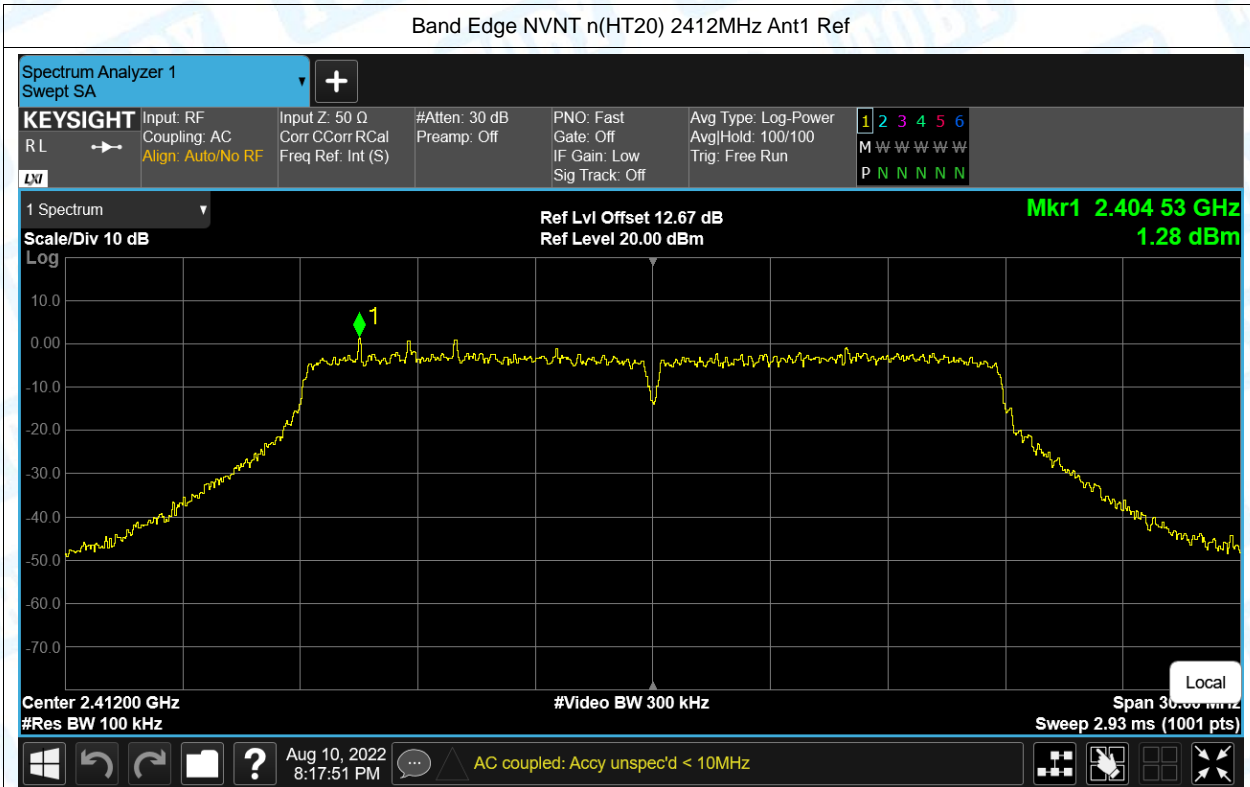 Band Edge NVNT n(HT20) 2412MHz Ant1 Ref
Spectrum Analyzer 1
Swept SA
KEYSIGHT
RL
LXI
Input: RF
Coupling: AC
Align: Auto/No RF
Input Z: 50 Ω
Corr CCorr RCal
Freq Ref: Int (S)
#Atten: 30 dB
Preamp: Off
PNO: Fast
Gate: Off
IF Gain: Low
Sig Track: Off
Avg Type: Log-Power
Avg|Hold: 100/100
Trig: Free Run
1 2 3 4 5 6
M W W W W W
P N N N N N
1 Spectrum
Scale/Div 10 dB
Ref Lvl Offset 12.67 dB
Ref Level 20.00 dBm
Mkr1 2.404 53 GHz
1.28 dBm
Log
10.0
0.00
-10.0
-20.0
-30.0
-40.0
-50.0
-60.0
-70.0
1
Center 2.41200 GHz
#Res BW 100 kHz
#Video BW 300 kHz
Local
Span 30.00 MHz
Sweep 2.93 ms (1001 pts)
?
Aug 10, 2022
8:17:51 PM
AC coupled: Accy unspec'd < 10MHz